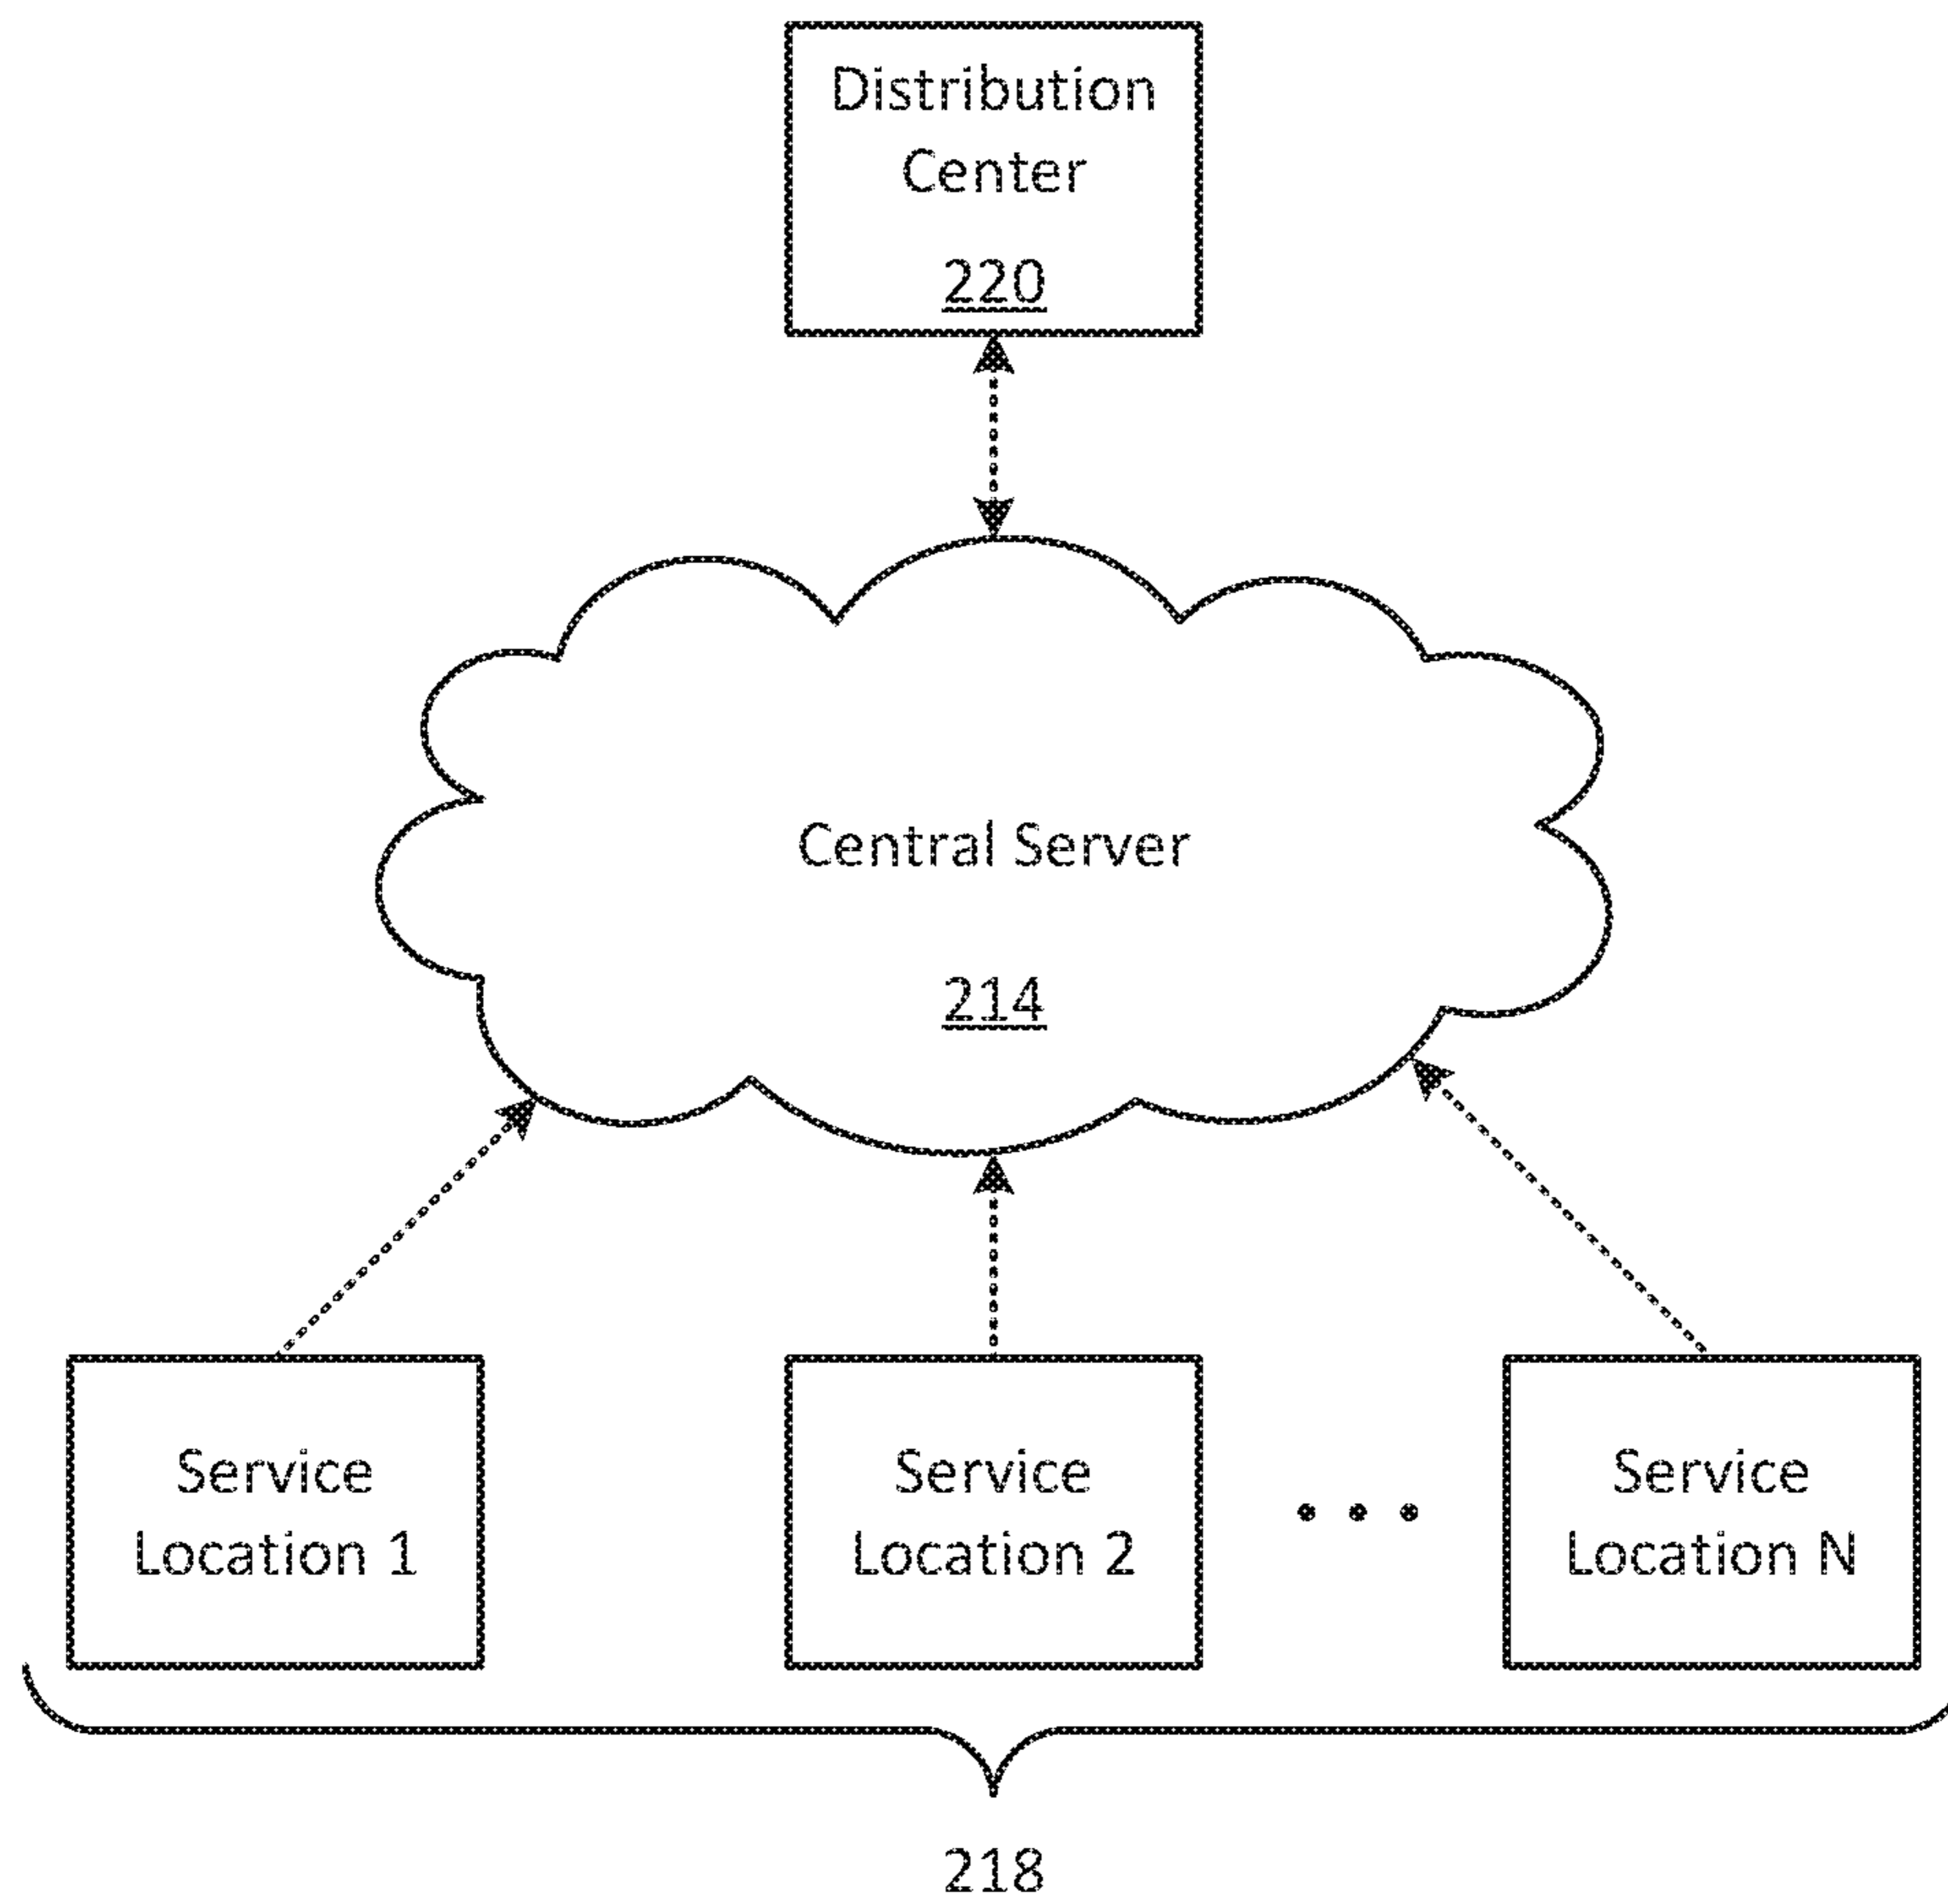 Distribution
Center
220
Central Server
214
Service
Location 1
Service
Location 2
• • •
Service
Location N
218